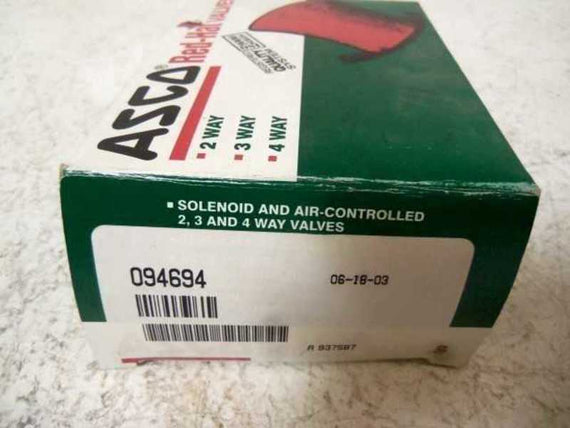 ASCO®
Red-Hat VALVES
2 WAY
3 WAY
4 WAY
SOLENOID AND AIR-CONTROLLED
2, 3 AND 4 WAY VALVES
094694
06-18-03